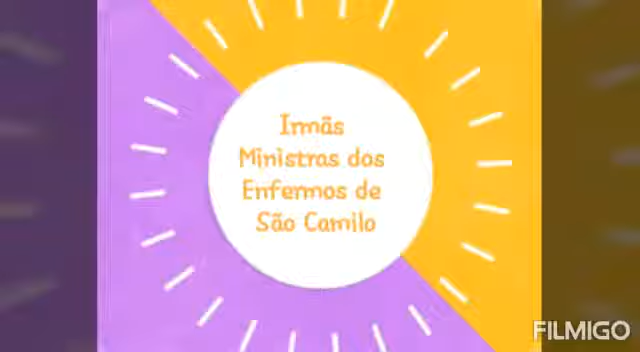 Irmãs
Ministras dos
Enfermos de
São Camilo
FILMIGO